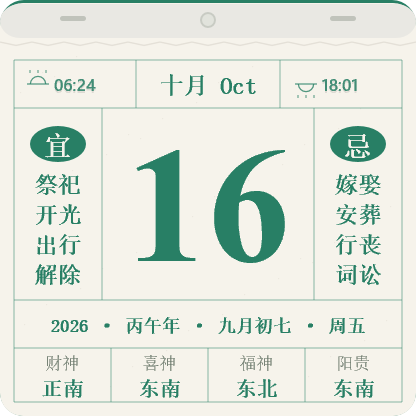 06:24
十月 Oct
18:01
宜
祭祀
开光
出行
解除
16
忌
嫁娶
安葬
行丧
词讼
2026 • 丙午年 • 九月初七 • 周五
财神 喜神 福神 阳贵
正南 东南 东北 东南